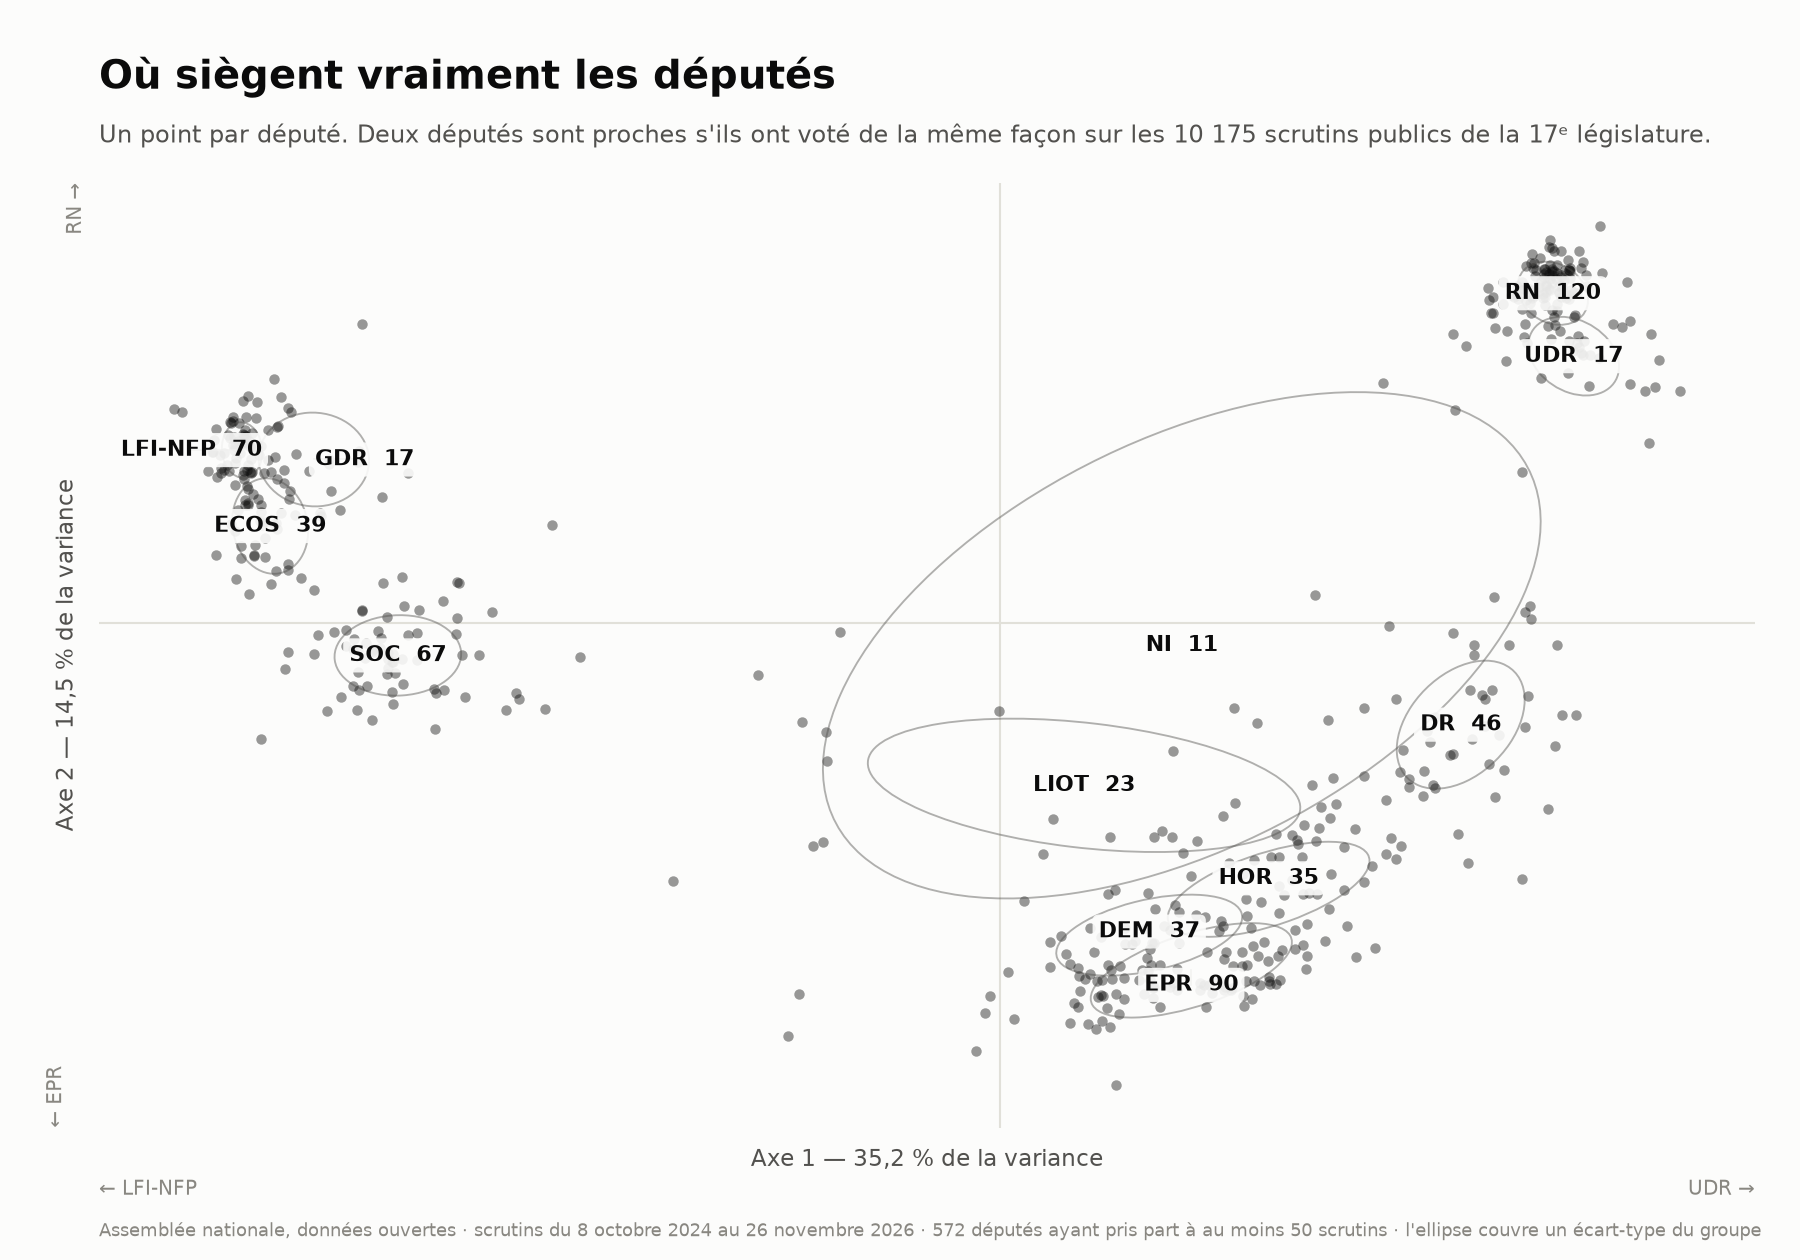 Où siègent vraiment les députés
Un point par député. Deux députés sont proches s'ils ont voté de la même façon sur les 10 175 scrutins publics de la 17ᵉ législature.
RN →
RN 120
UDR 17
LFI-NFP 70
GDR 17
ECOS 39
NI 11
SOC 67
DR 46
LIOT 23
HOR 35
DEM 37
EPR 90
Axe 2 — 14,5 % de la variance
← EPR
Axe 1 — 35,2 % de la variance
← LFI-NFP
UDR →
Assemblée nationale, données ouvertes · scrutins du 8 octobre 2024 au 26 novembre 2026 · 572 députés ayant pris part à au moins 50 scrutins · l'ellipse couvre un écart-type du groupe